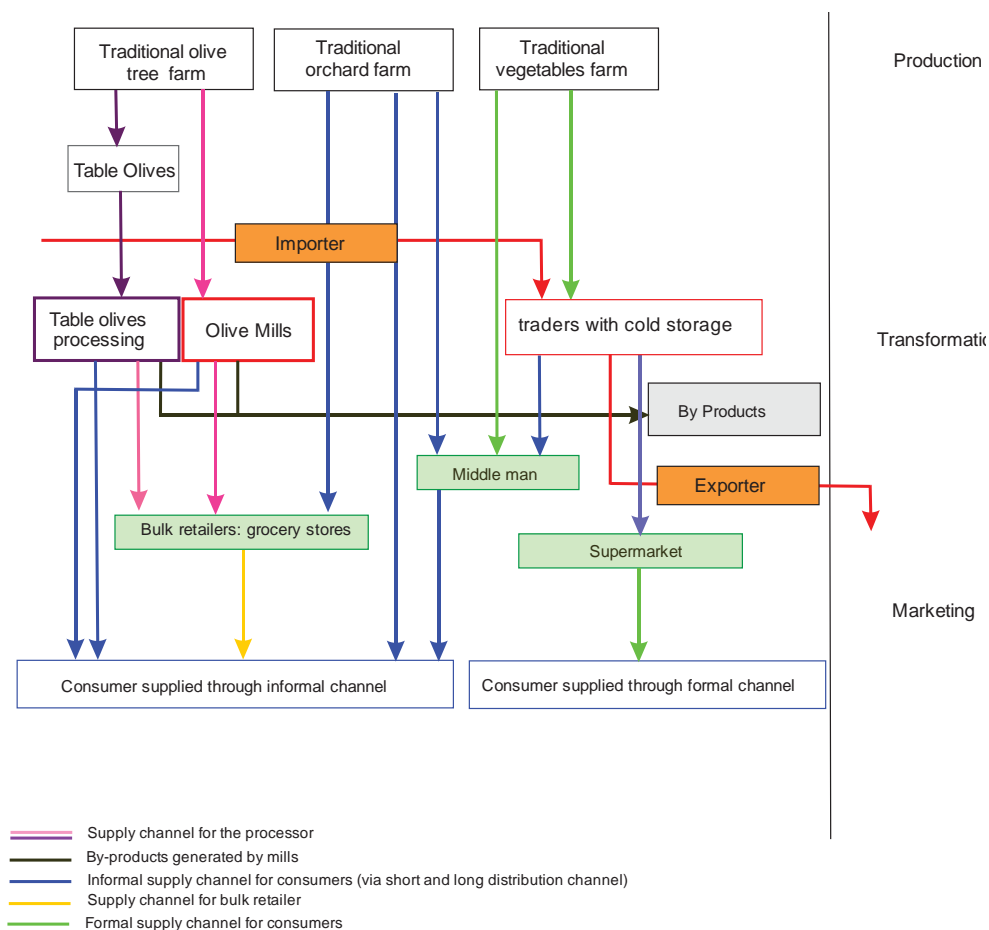 Traditional olive
tree farm
Traditional
orchard farm
Traditional
vegetables farm
Production
Table Olives
Importer
Table olives
processing
Olive Mills
traders with cold storage
Transformatio
By Products
Middle man
Exporter
Bulk retailers: grocery stores
Supermarket
Marketing
Consumer supplied through informal channel
Consumer supplied through formal channel
Supply channel for the processor
By-products generated by mills
Informal supply channel for consumers (via short and long distribution channel)
Supply channel for bulk retailer
Formal supply channel for consumers